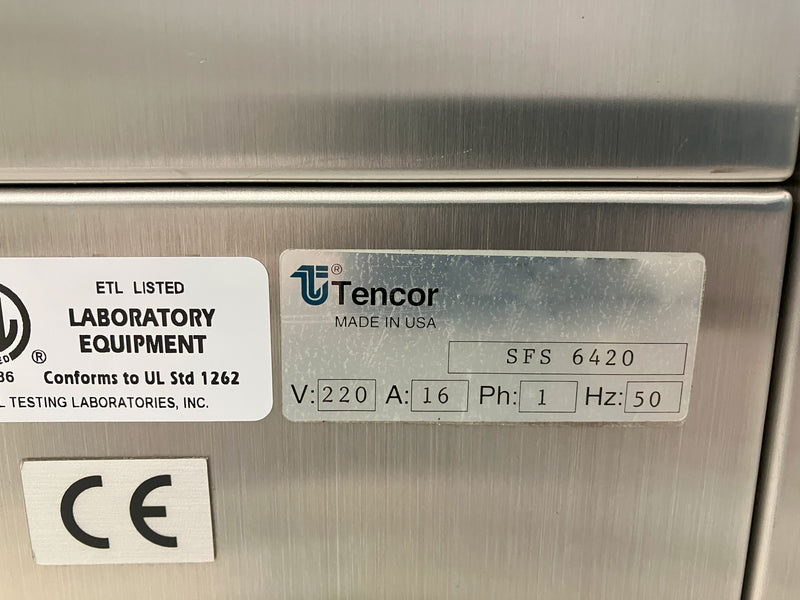 ETL LISTED
LABORATORY
EQUIPMENT
®
Conforms to UL Std 1262
TESTING LABORATORIES, INC.
®
Tencor
MADE IN USA
SFS 6420
V: 220 A: 16 Ph: 1 Hz: 50
CE